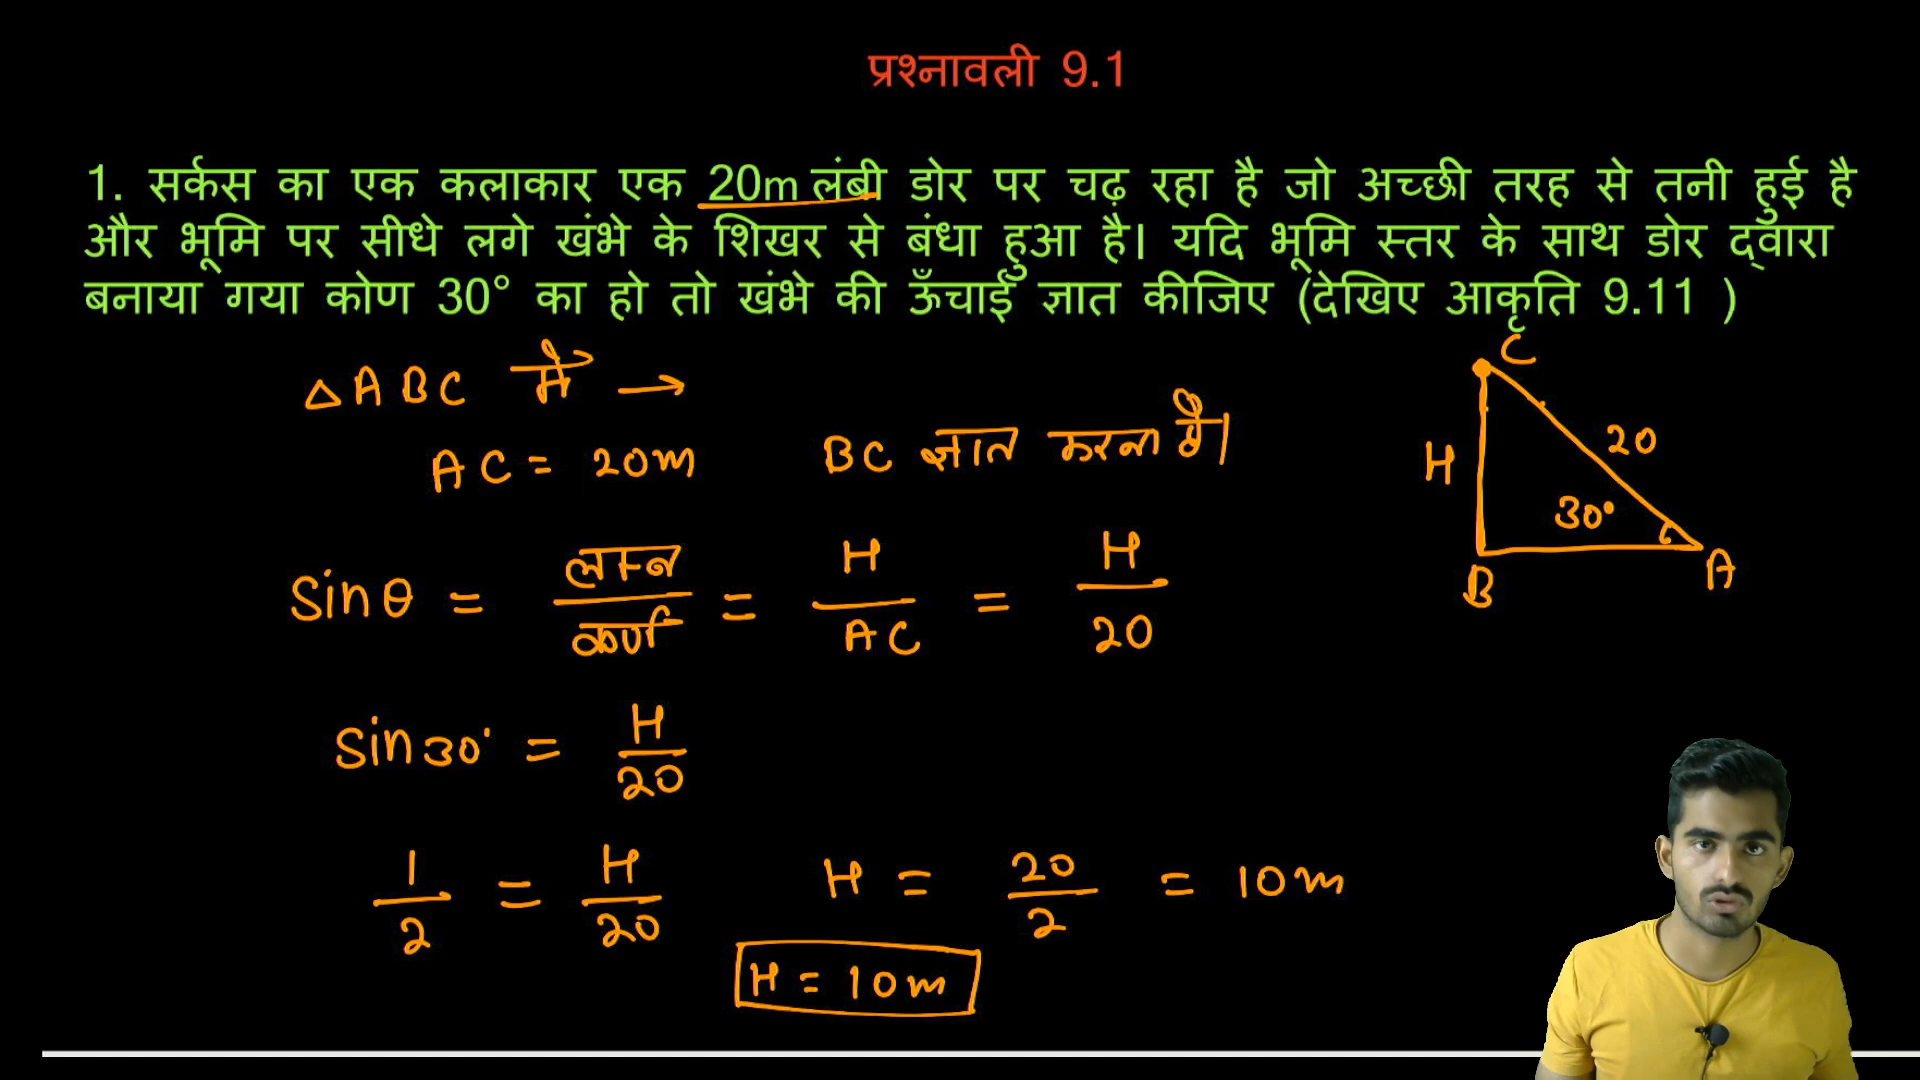 प्रश्नावली 9.1
1. सर्कस का एक कलाकार एक 20m लंबी डोर पर चढ़ रहा है जो अच्छी तरह से तनी हुई है
और भूमि पर सीधे लगे खंभे के शिखर से बंधा हुआ है। यदि भूमि स्तर के साथ डोर द्वारा
बनाया गया कोण 30° का हो तो खंभे की ऊँचाई ज्ञात कीजिए (देखिए आकृति 9.11 )
△ABC में →
AC = 20m BC ज्ञात करना है।
Sinθ = लम्ब/कर्ण = H/AC = H/20
Sin30° = H/20
1/2 = H/20 H = 20/2 = 10m
H = 10m
C
H 20
30°
B A